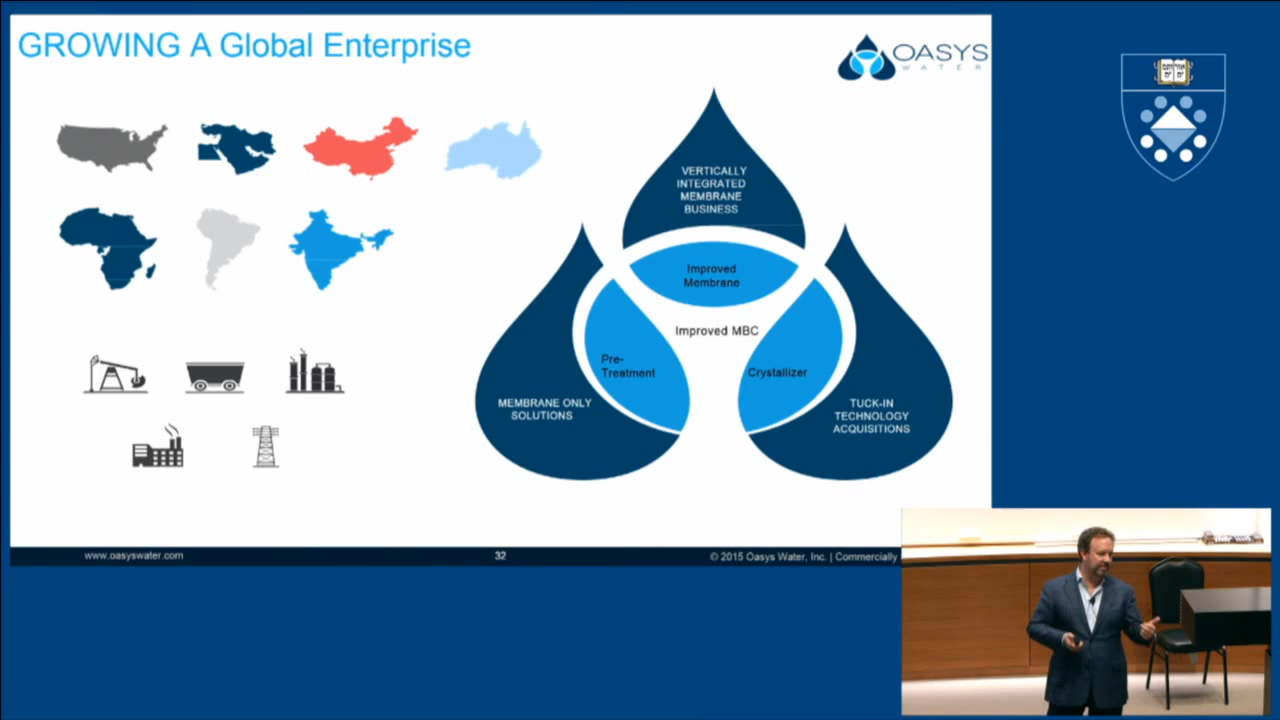 GROWING A Global Enterprise
OASYS
WATER
VERTICALLY
INTEGRATED
MEMBRANE
BUSINESS
Improved
Membrane
Improved MBC
Pre-
Treatment
Crystallizer
MEMBRANE ONLY
SOLUTIONS
TUCK-IN
TECHNOLOGY
ACQUISITIONS
www.oasyswater.com
32
© 2015 Oasys Water, Inc. | Commercially